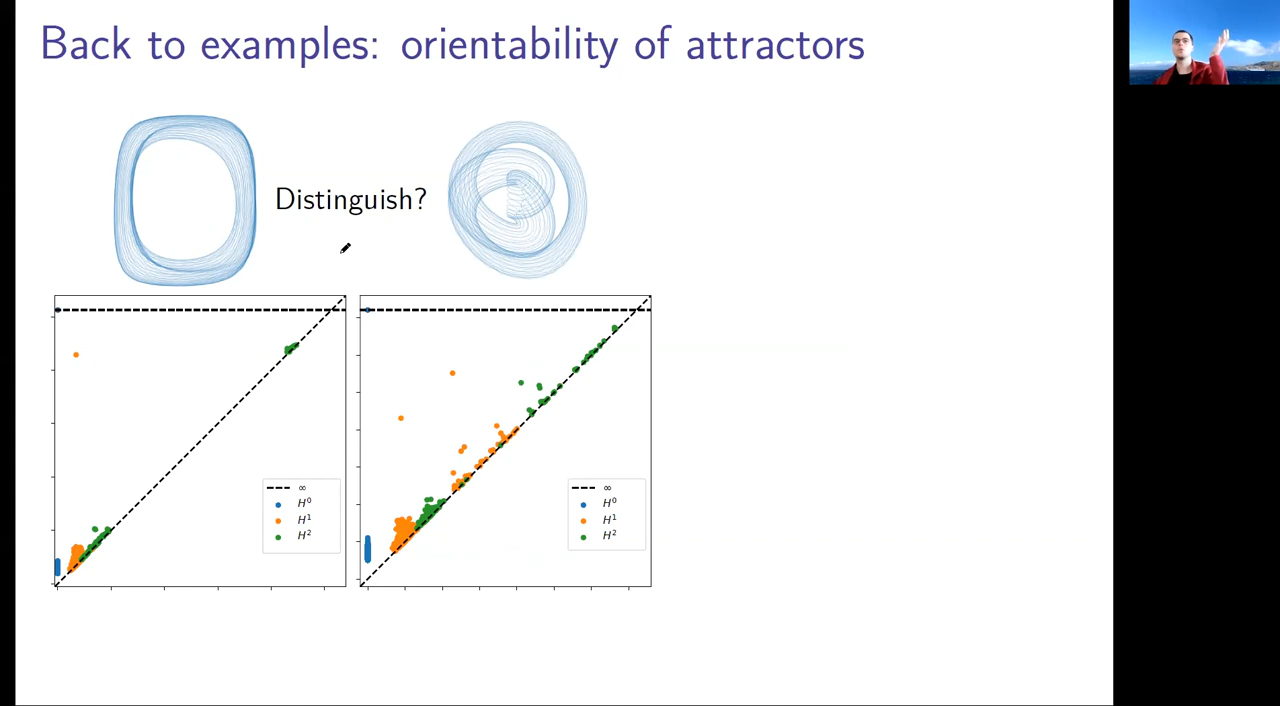 Back to examples: orientability of attractors
Distinguish?
∞
H⁰
H¹
H²
∞
H⁰
H¹
H²